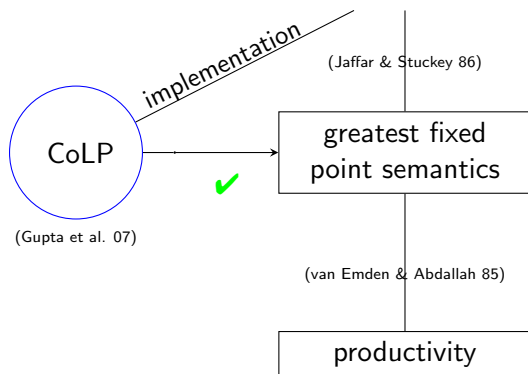 implementation
(Jaffar & Stuckey 86)
CoLP
greatest fixed
point semantics
(Gupta et al. 07)
(van Emden & Abdallah 85)
productivity